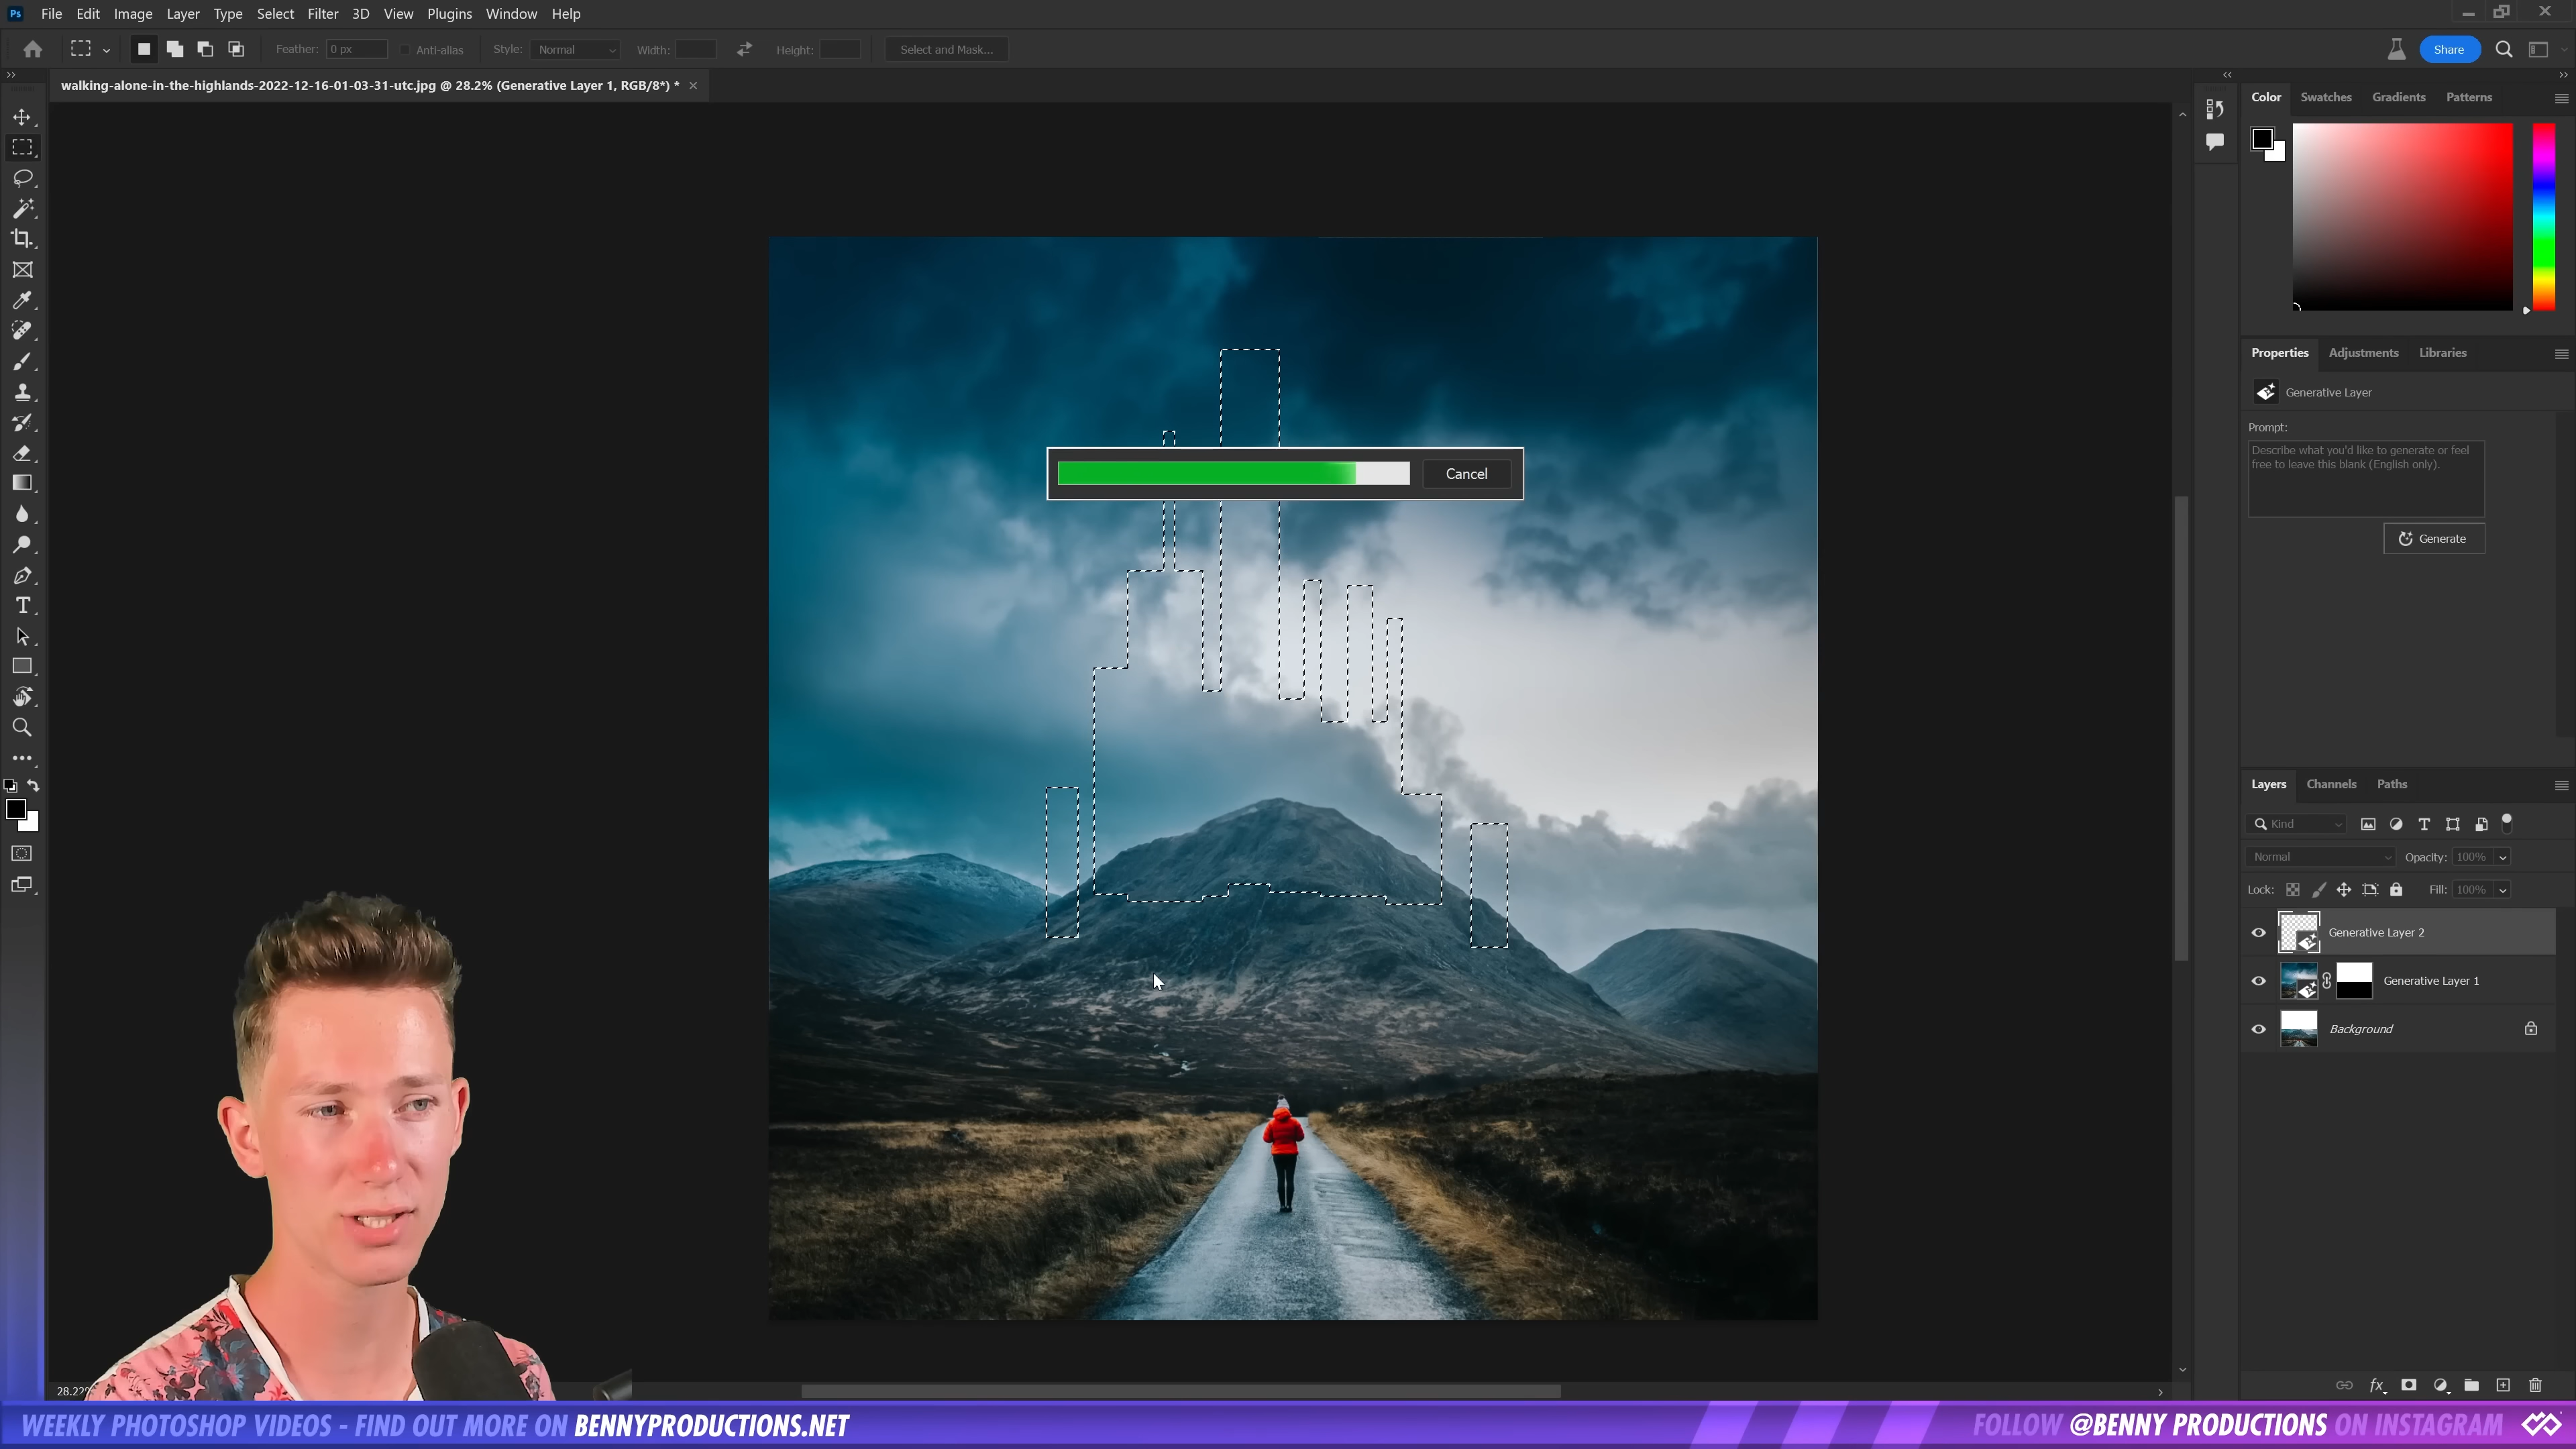 Ps File Edit Image Layer Type Select Filter 3D View Plugins Window Help
Feather: 0 px Anti-alias Style: Normal Width: Height: Select and Mask... Share
walking-alone-in-the-highlands-2022-12-16-01-03-31-utc.jpg @ 28.2% (Generative Layer 1, RGB/8*) *
Color Swatches Gradients Patterns
Properties Adjustments Libraries
Generative Layer
Prompt:
Describe what you'd like to generate or feel
free to leave this blank (English only).
Cancel
Generate
Layers Channels Paths
Kind
Normal Opacity: 100%
Lock: Fill: 100%
Generative Layer 2
Generative Layer 1
Background
WEEKLY PHOTOSHOP VIDEOS - FIND OUT MORE ON BENNYPRODUCTIONS.NET
FOLLOW @BENNY PRODUCTIONS ON INSTAGRAM